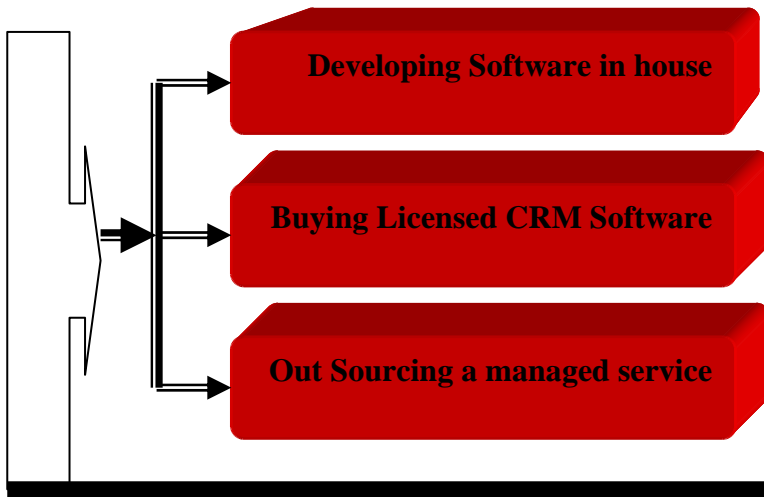 Developing Software in house
Buying Licensed CRM Software
Out Sourcing a managed service